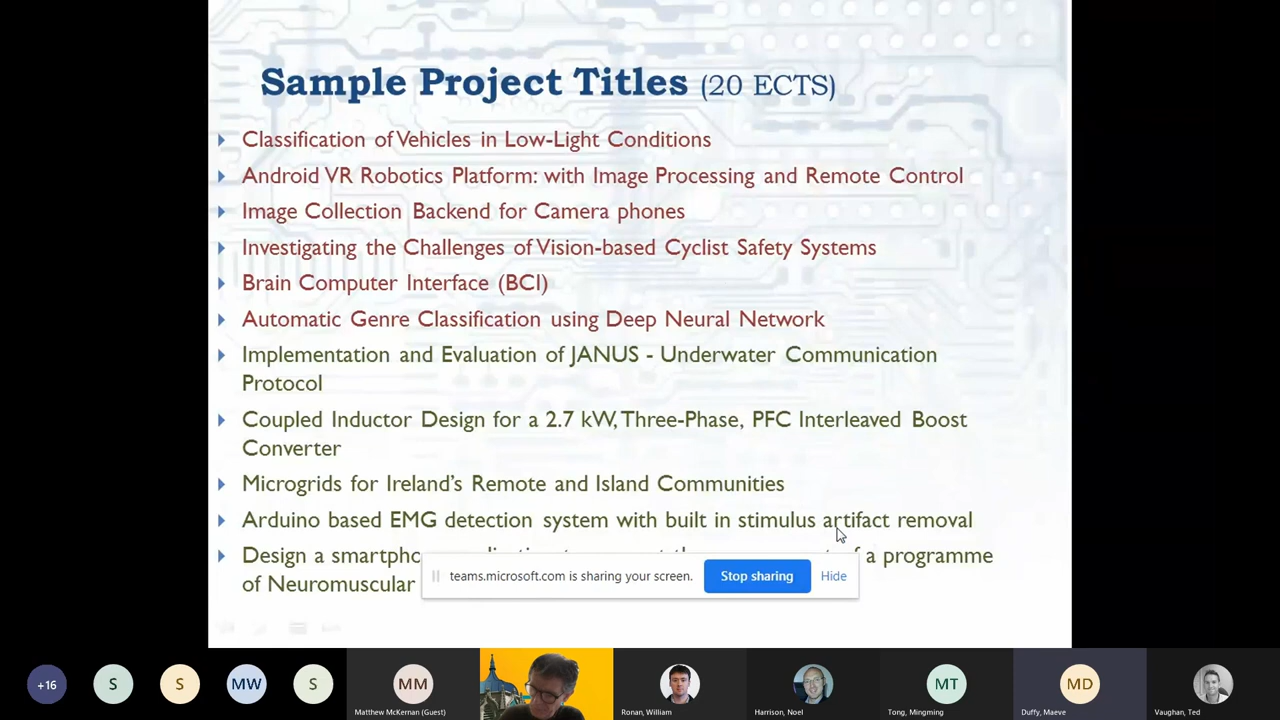 Sample Project Titles (20 ECTS)
Classification of Vehicles in Low-Light Conditions
Android VR Robotics Platform: with Image Processing and Remote Control
Image Collection Backend for Camera phones
Investigating the Challenges of Vision-based Cyclist Safety Systems
Brain Computer Interface (BCI)
Automatic Genre Classification using Deep Neural Network
Implementation and Evaluation of JANUS - Underwater Communication
Protocol
Coupled Inductor Design for a 2.7 kW, Three-Phase, PFC Interleaved Boost
Converter
Microgrids for Ireland's Remote and Island Communities
Arduino based EMG detection system with built in stimulus artifact removal
Design a of a programme
of Neuromuscular
teams.microsoft.com is sharing your screen. Stop sharing Hide
+16 S S MW S MM MT MD
Matthew McKernan (Guest) Ronan, William Harrison, Noel Tong, Mingming Duffy, Maeve Vaughan, Ted